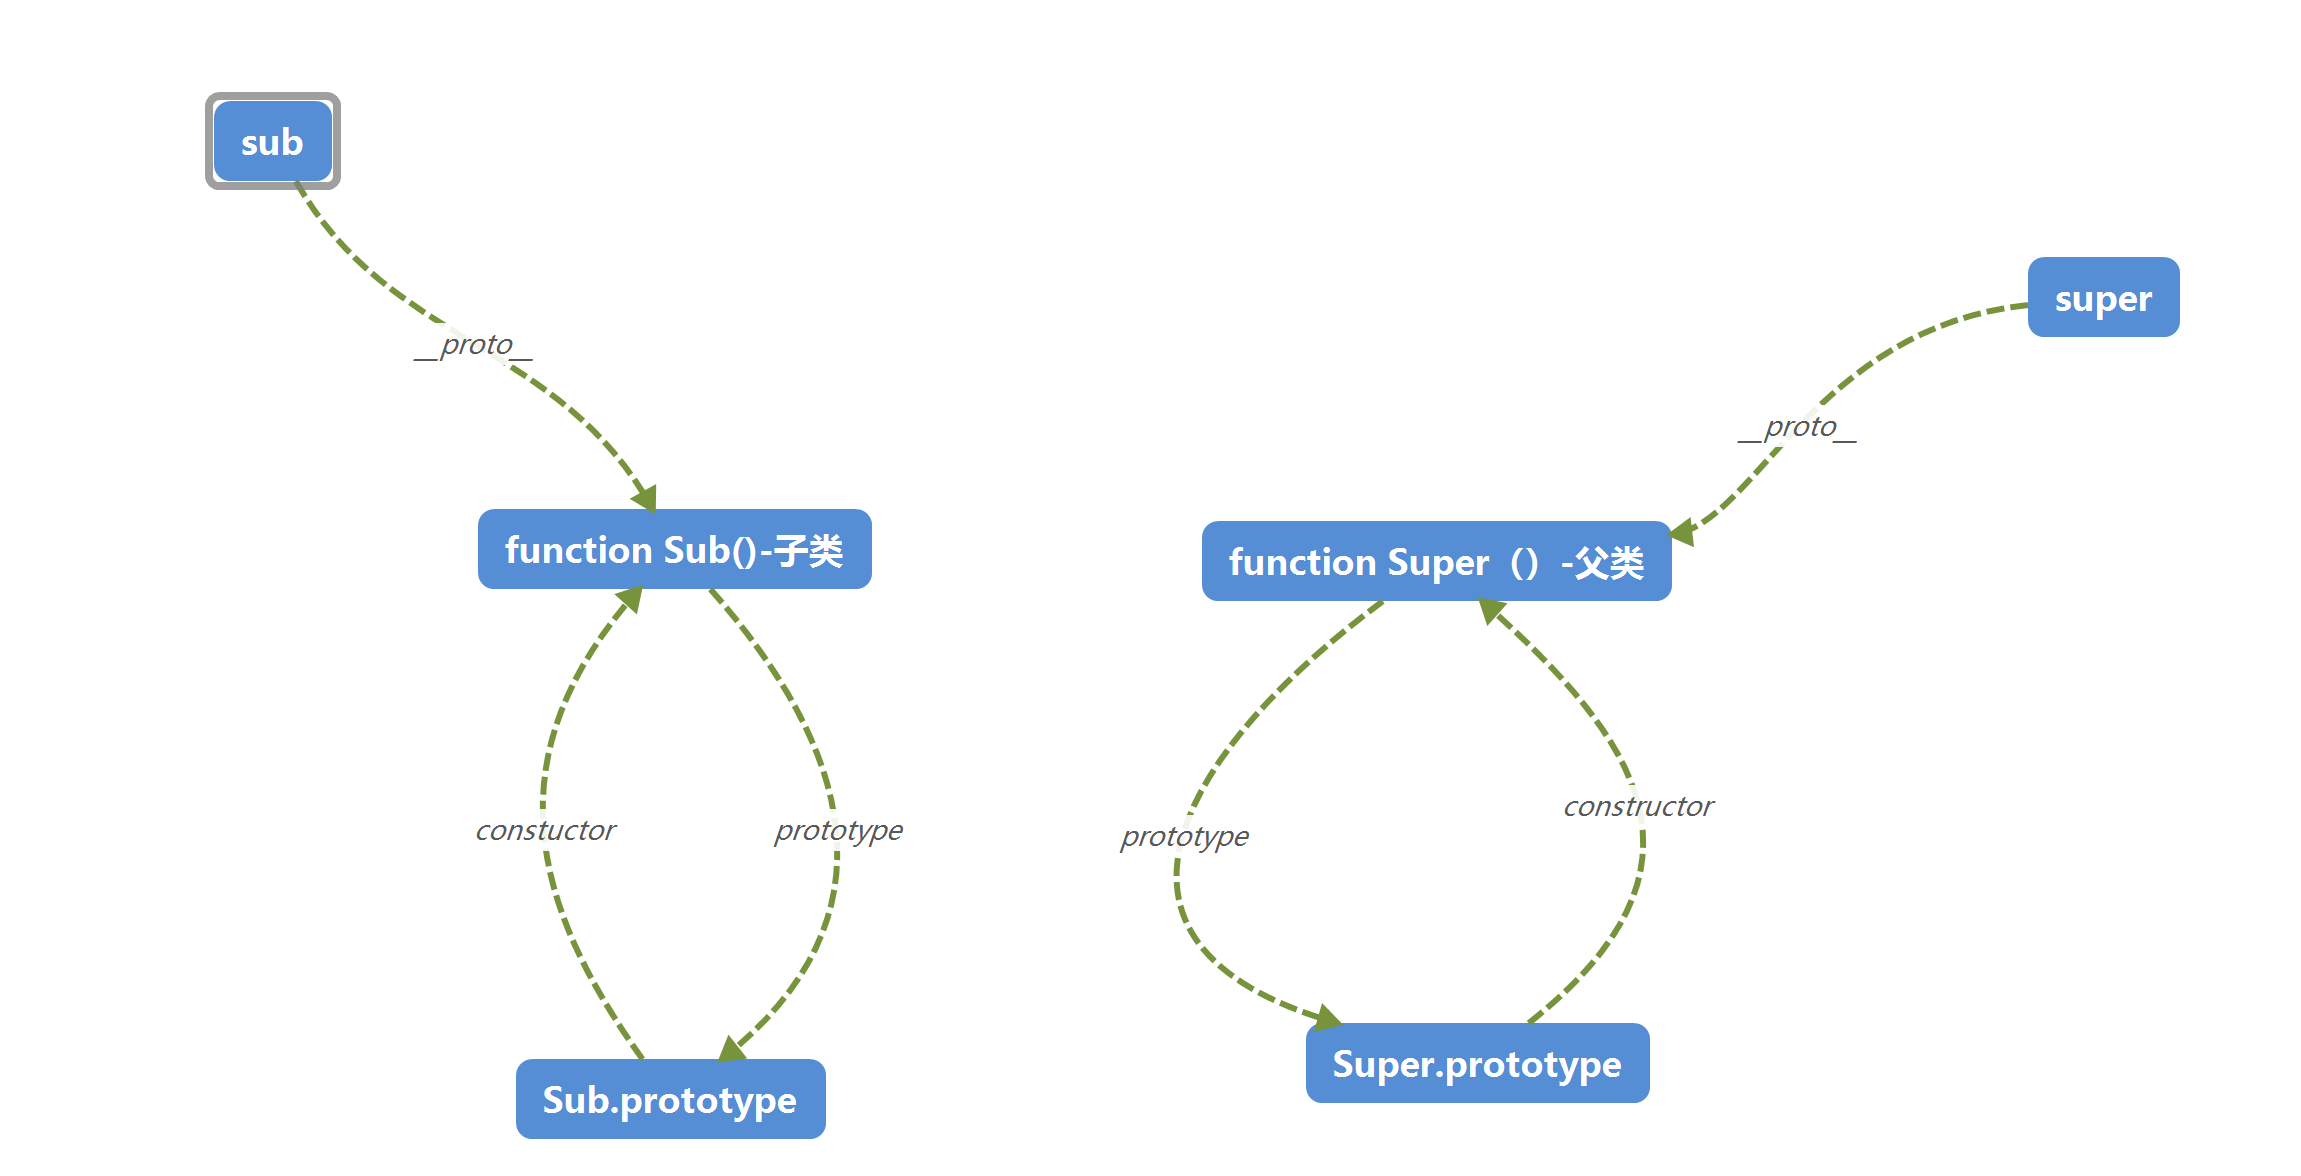 sub
super
__proto__
__proto__
function Sub()-子类
function Super（）-父类
constuctor
prototype
prototype
constructor
Sub.prototype
Super.prototype